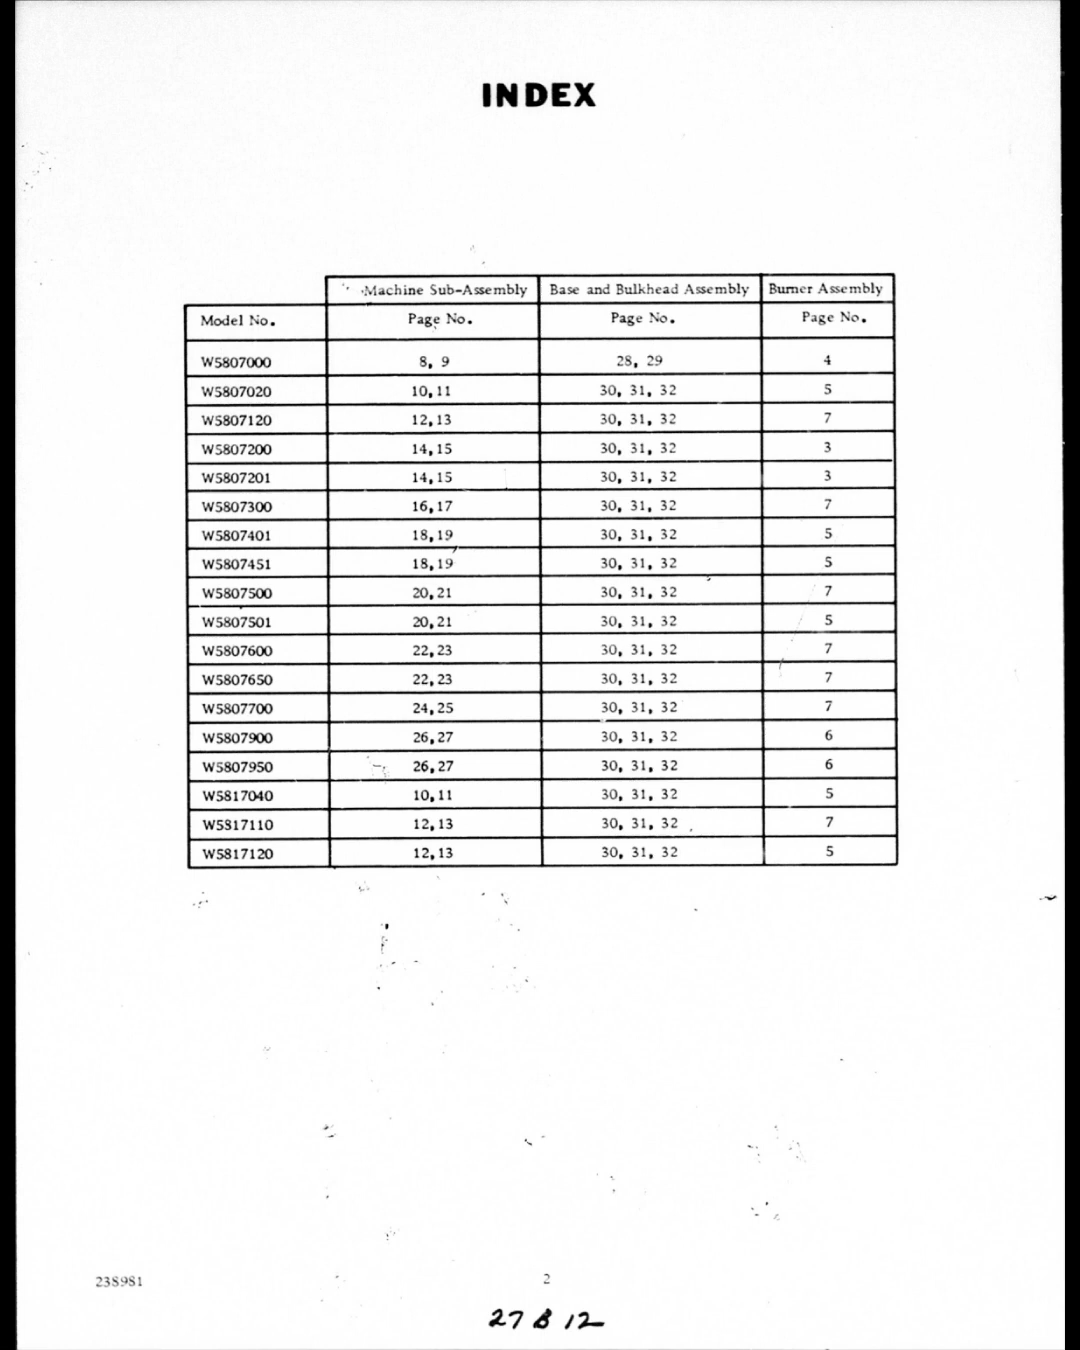 INDEX
Machine Sub-Assembly Base and Bulkhead Assembly Burner Assembly
Model No. Page No. Page No. Page No.
W5807000 8, 9 28, 29 4
W5807020 10,11 30, 31, 32 5
W5807120 12,13 30, 31, 32 7
W5807200 14,15 30, 31, 32 3
W5807201 14,15 30, 31, 32 3
W5807300 16,17 30, 31, 32 7
W5807401 18,19 30, 31, 32 5
W5807451 18,19 30, 31, 32 5
W5807500 20,21 30, 31, 32 7
W5807501 20,21 30, 31, 32 5
W5807600 22,23 30, 31, 32 7
W5807650 22,23 30, 31, 32 7
W5807700 24,25 30, 31, 32 7
W5807900 26,27 30, 31, 32 6
W5807950 26,27 30, 31, 32 6
W5817040 10,11 30, 31, 32 5
W5817110 12,13 30, 31, 32 7
W5817120 12,13 30, 31, 32 5
238981 2
27 B 12